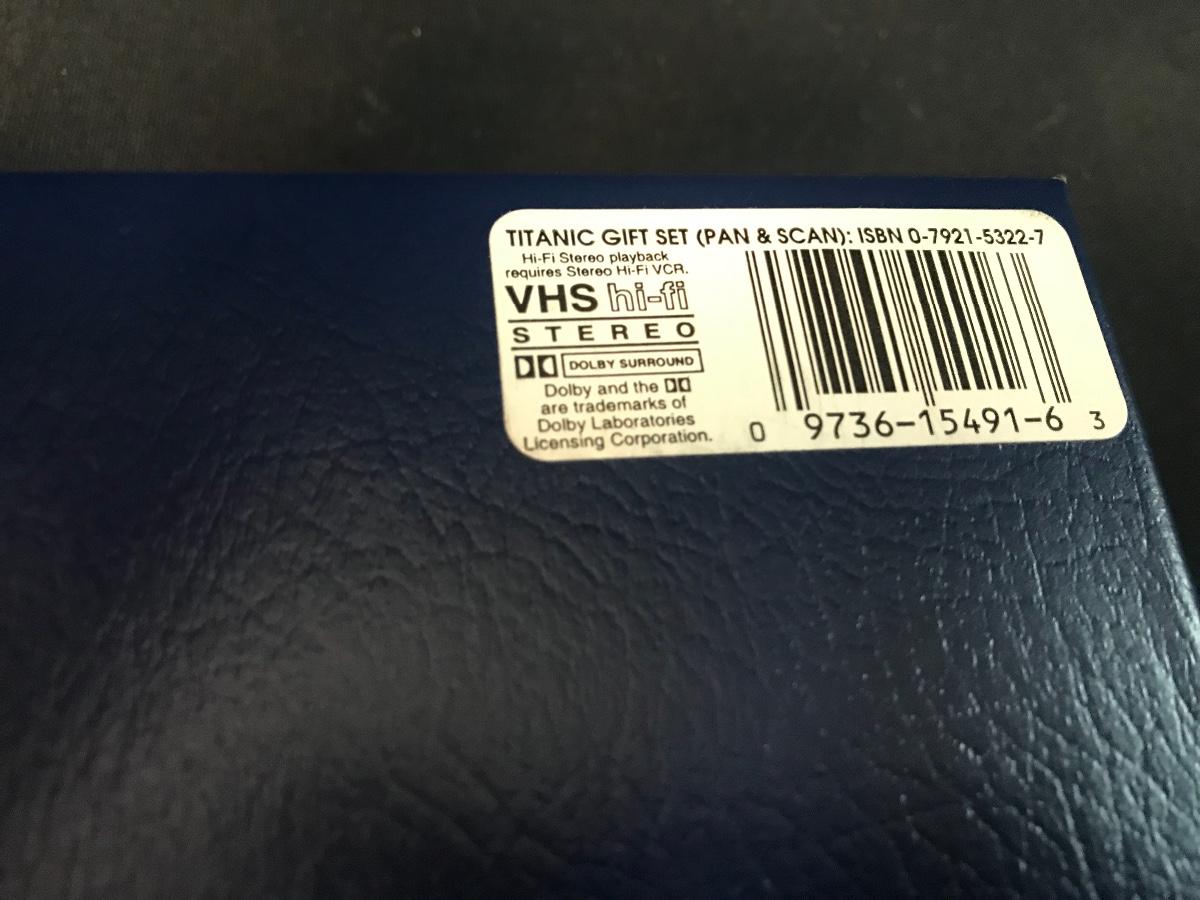 TITANIC GIFT SET (PAN & SCAN): ISBN 0-7921-5322-7
Hi-Fi Stereo playback
requires Stereo Hi-Fi VCR.
VHS hi-fi
STEREO
DOLBY SURROUND
Dolby and the
are trademarks of
Dolby Laboratories
Licensing Corporation.
0 9736-15491-6 3